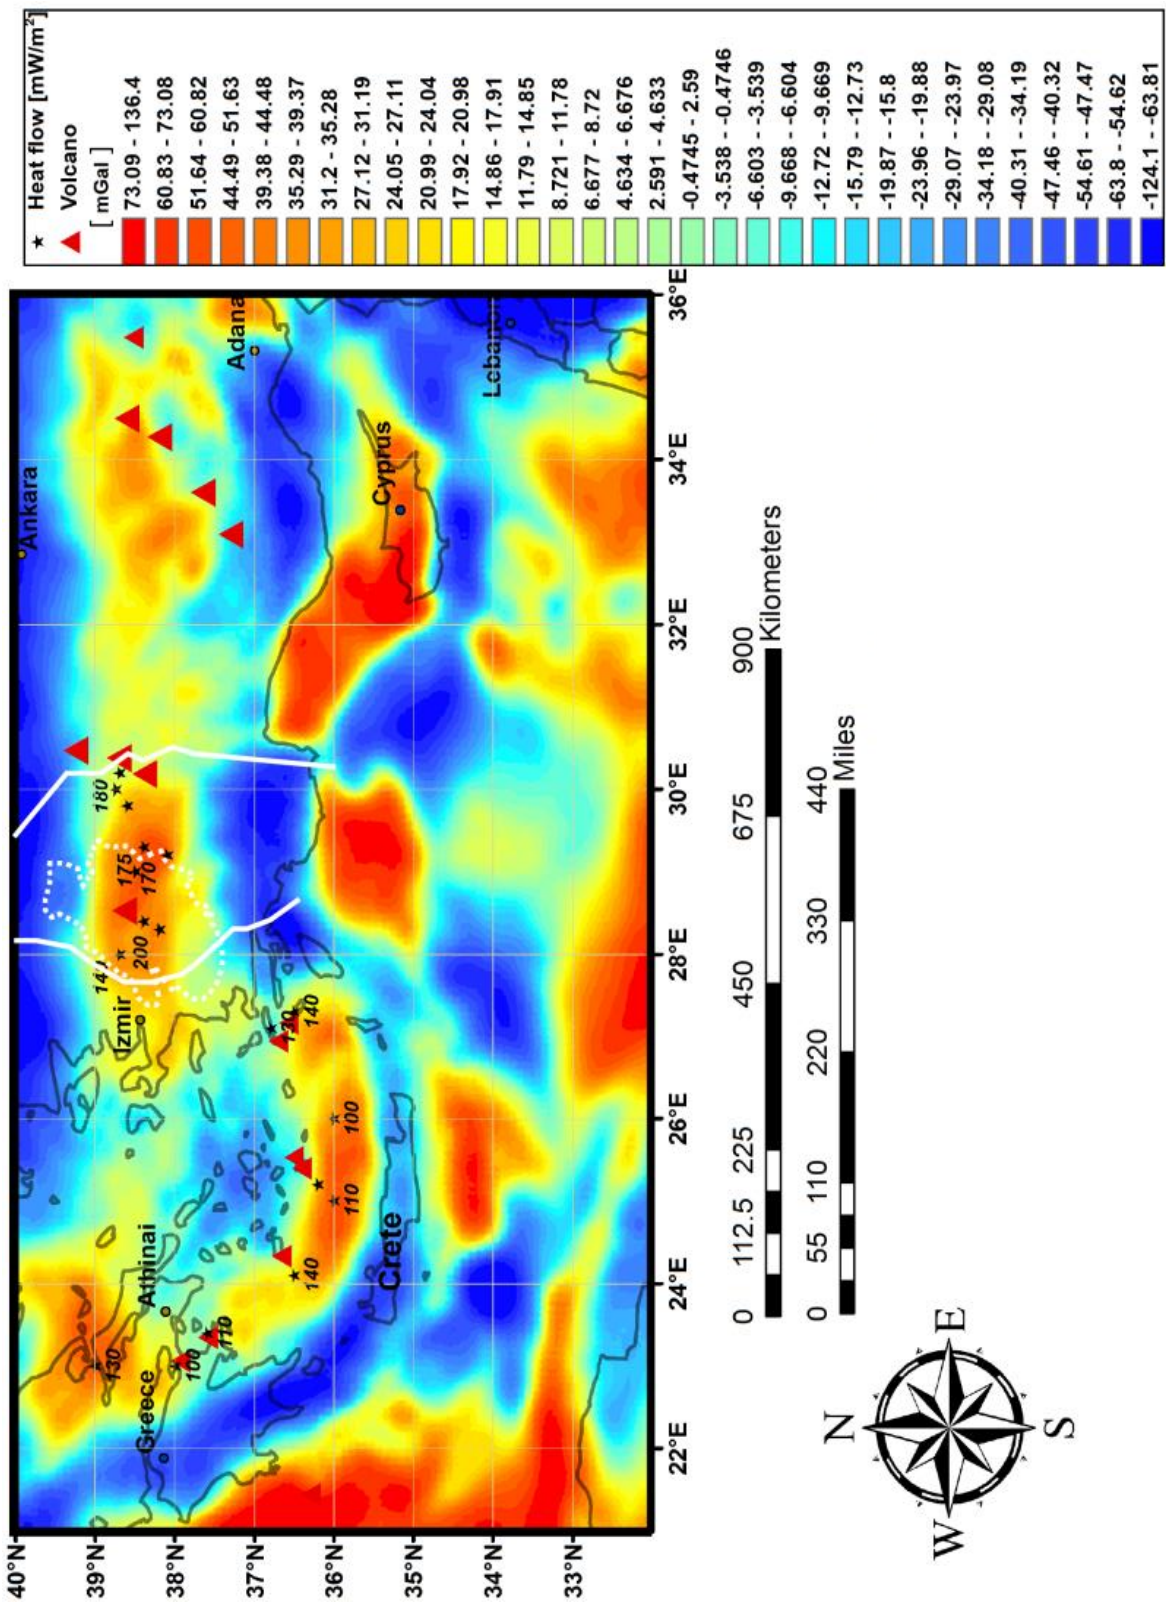 ★ Heat flow [mW/m²]
▲ Volcano
[ mGal]
73.09 - 136.4
60.83 - 73.08
51.64 - 60.82
44.49 - 51.63
39.38 - 44.48
35.29 - 39.37
31.2 - 35.28
27.12 - 31.19
24.05 - 27.11
20.99 - 24.04
17.92 - 20.98
14.86 - 17.91
11.79 - 14.85
8.721 - 11.78
6.677 - 8.72
4.634 - 6.676
2.591 - 4.633
-0.4745 - 2.59
-3.538 - -0.4746
-6.603 - -3.539
-9.668 - -6.604
-12.72 - -9.669
-15.79 - -12.73
-19.87 - -15.8
-23.96 - -19.88
-29.07 - -23.97
-34.18 - -29.08
-40.31 - -34.19
-47.46 - -40.32
-54.61 - -47.47
-63.8 - -54.62
-124.1 - -63.81
40°N
39°N
38°N
37°N
36°N
35°N
34°N
33°N
22°E
24°E
26°E
28°E
30°E
32°E
34°E
36°E
Ankara
Adana
Lebanon
Cyprus
Izmir
Athinai
Greece
Crete
180
175
170
200
140
130
140
100
110
140
130
110
100
0 112.5 225 450 675 900
Kilometers
0 55 110 220 330 440
Miles
N
W
E
S